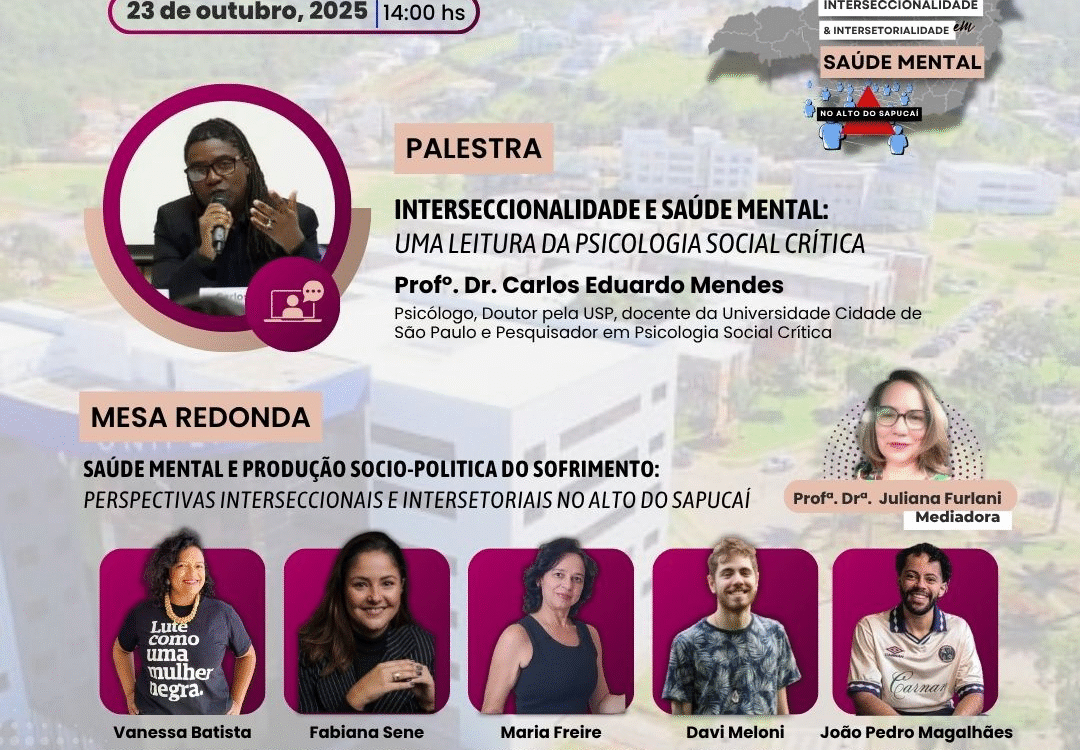 23 de outubro, 2025 | 14:00 hs
INTERSECCIONALIDADE
& INTERSETORIALIDADE em
SAÚDE MENTAL
NO ALTO DO SAPUCAÍ
PALESTRA
INTERSECCIONALIDADE E SAÚDE MENTAL:
UMA LEITURA DA PSICOLOGIA SOCIAL CRÍTICA
Profº. Dr. Carlos Eduardo Mendes
Psicólogo, Doutor pela USP, docente da Universidade Cidade de
São Paulo e Pesquisador em Psicologia Social Crítica
MESA REDONDA
SAÚDE MENTAL E PRODUÇÃO SOCIO-POLITICA DO SOFRIMENTO:
PERSPECTIVAS INTERSECCIONAIS E INTERSETORIAIS NO ALTO DO SAPUCAÍ
Profª. Drª. Juliana Furlani
Mediadora
Lute
como
uma
mulher
negra.
Vanessa Batista
Fabiana Sene
Maria Freire
Davi Meloni
João Pedro Magalhães